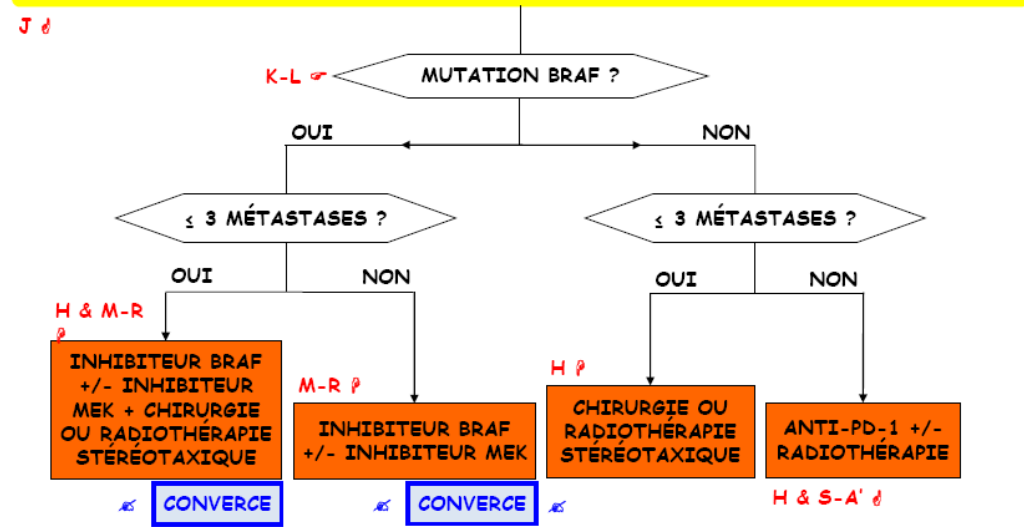 J
K-L
MUTATION BRAF ?
OUI
NON
≤ 3 MÉTASTASES ?
≤ 3 MÉTASTASES ?
OUI
NON
OUI
NON
H & M-R
INHIBITEUR BRAF
+/- INHIBITEUR
MEK + CHIRURGIE
OU RADIOTHÉRAPIE
STÉRÉOTAXIQUE
M-R
INHIBITEUR BRAF
+/- INHIBITEUR MEK
H
CHIRURGIE OU
RADIOTHÉRAPIE
STÉRÉOTAXIQUE
ANTI-PD-1 +/-
RADIOTHÉRAPIE
H & S-A'
CONVERCE
CONVERCE